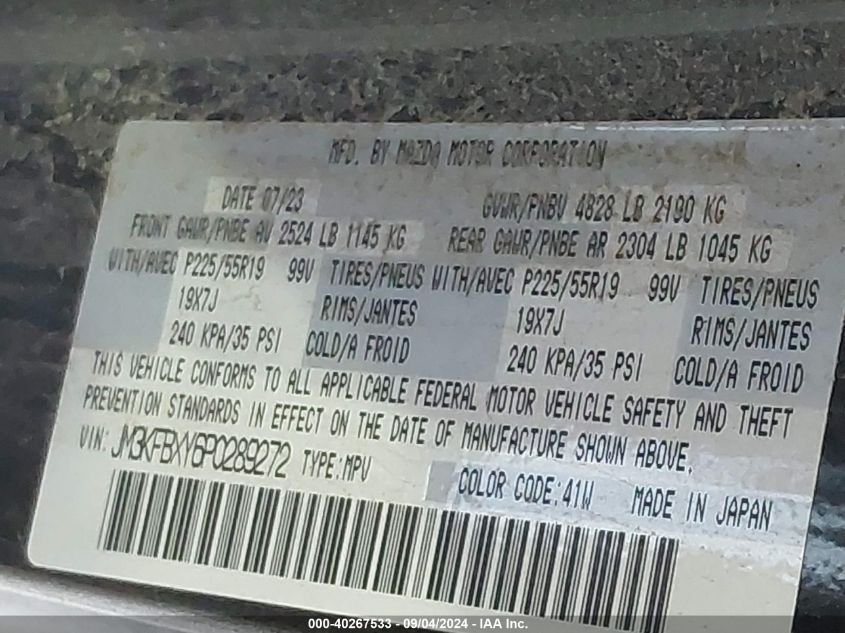 MFD. BY MAZDA MOTOR CORPORATION
DATE 07/23 GVWR/PNBV 4828 LB 2190 KG
FRONT GAWR/PNBE AV 2524 LB 1145 KG REAR GAWR/PNBE AR 2304 LB 1045 KG
WITH/AVEC P225/55R19 99V TIRES/PNEUS WITH/AVEC P225/55R19 99V TIRES/PNEUS
19X7J RIMS/JANTES 19X7J RIMS/JANTES
240 KPA/35 PSI COLD/A FROID 240 KPA/35 PSI COLD/A FROID
THIS VEHICLE CONFORMS TO ALL APPLICABLE FEDERAL MOTOR VEHICLE SAFETY AND THEFT
PREVENTION STANDARDS IN EFFECT ON THE DATE OF MANUFACTURE SHOWN ABOVE.
VIN: JM3KFBXY6P0289272 TYPE:MPV
COLOR CODE:41W MADE IN JAPAN
000-40267533 - 09/04/2024 - IAA Inc.